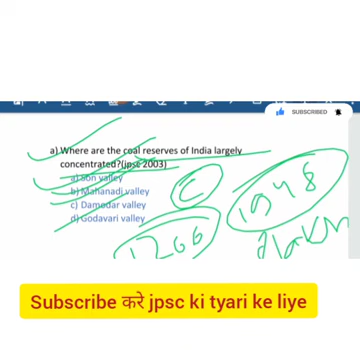 SUBSCRIBED
a) Where are the coal reserves of India largely
concentrated?(jpsc 2003)
a) Son valley
b) Mahanadi valley
c) Damodar valley
d) Godavari valley
C
1948
1266
Subscribe करे jpsc ki tyari ke liye